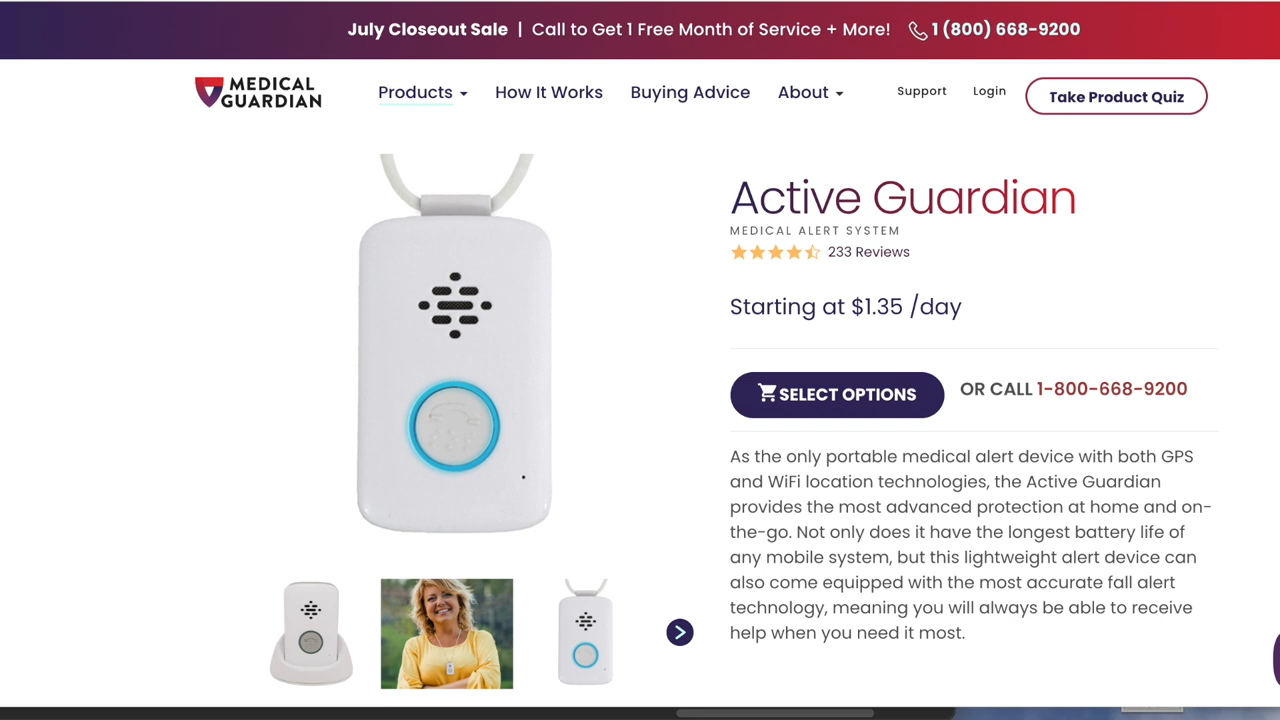 July Closeout Sale | Call to Get 1 Free Month of Service + More! 1 (800) 668-9200
MEDICAL
GUARDIAN
Products How It Works Buying Advice About Support Login Take Product Quiz
Active Guardian
MEDICAL ALERT SYSTEM
233 Reviews
Starting at $1.35 /day
SELECT OPTIONS OR CALL 1-800-668-9200
As the only portable medical alert device with both GPS
and WiFi location technologies, the Active Guardian
provides the most advanced protection at home and on-
the-go. Not only does it have the longest battery life of
any mobile system, but this lightweight alert device can
also come equipped with the most accurate fall alert
technology, meaning you will always be able to receive
help when you need it most.